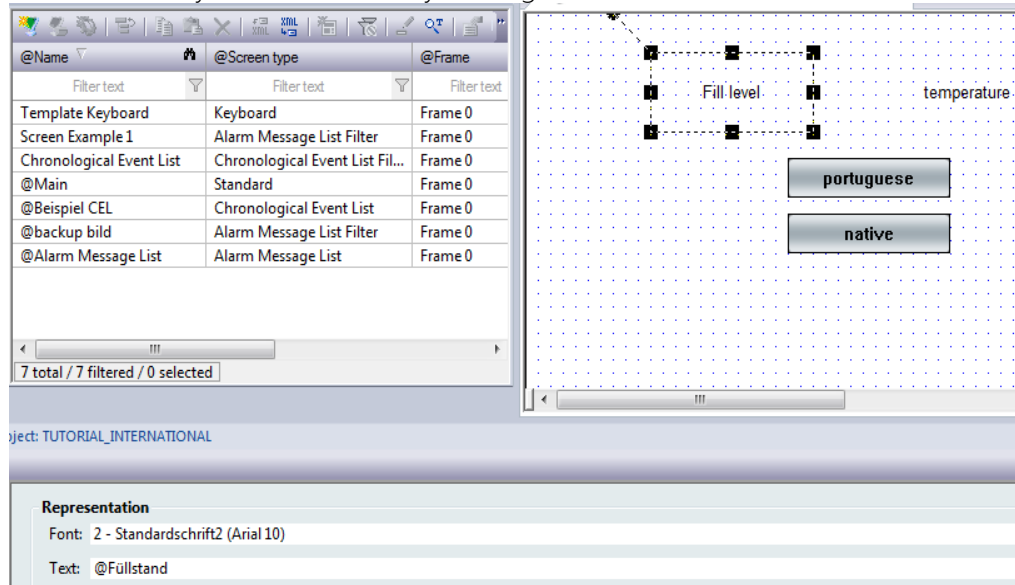 @Name @Screen type @Frame
Filter text Filter text Filter text
Template Keyboard Keyboard Frame 0
Screen Example 1 Alarm Message List Filter Frame 0
Chronological Event List Chronological Event List Fil... Frame 0
@Main Standard Frame 0
@Beispiel CEL Chronological Event List Frame 0
@backup bild Alarm Message List Filter Frame 0
@Alarm Message List Alarm Message List Frame 0
7 total / 7 filtered / 0 selected
Fill level temperature
portuguese
native
oject: TUTORIAL_INTERNATIONAL
Representation
Font: 2 - Standardschrift2 (Arial 10)
Text: @Füllstand